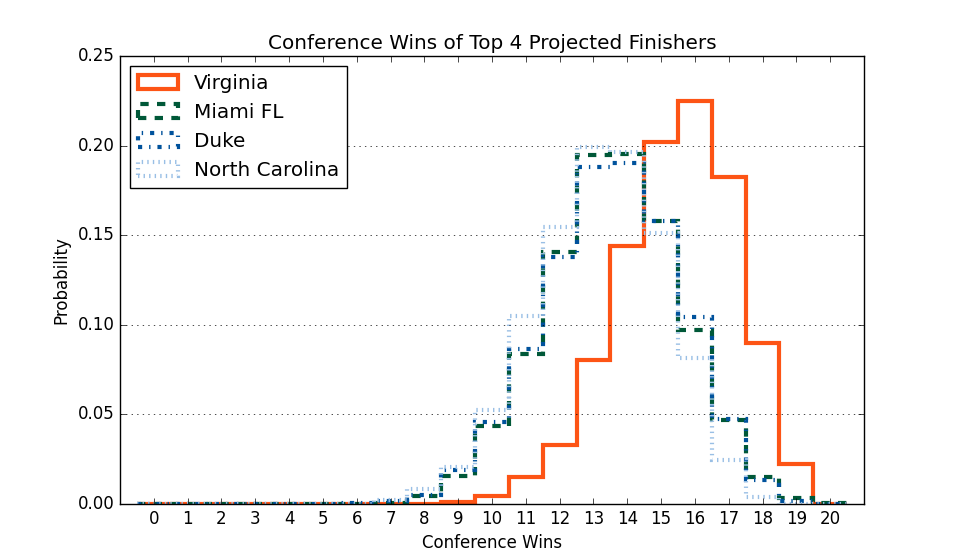 Conference Wins of Top 4 Projected Finishers
0.25
0.20
0.15
0.10
0.05
0.00
Probability
Virginia
Miami FL
Duke
North Carolina
0 1 2 3 4 5 6 7 8 9 10 11 12 13 14 15 16 17 18 19 20
Conference Wins